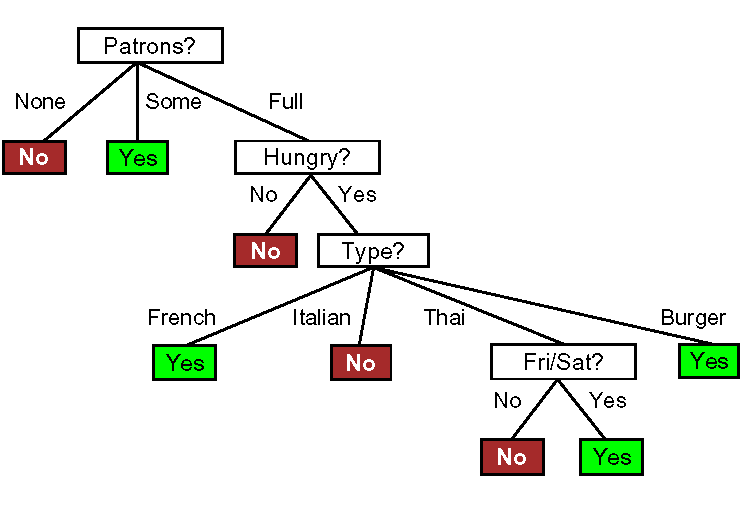 Patrons?
None Some Full
No Yes Hungry?
No Yes
No Type?
French Italian Thai Burger
Yes No Fri/Sat? Yes
No Yes
No Yes